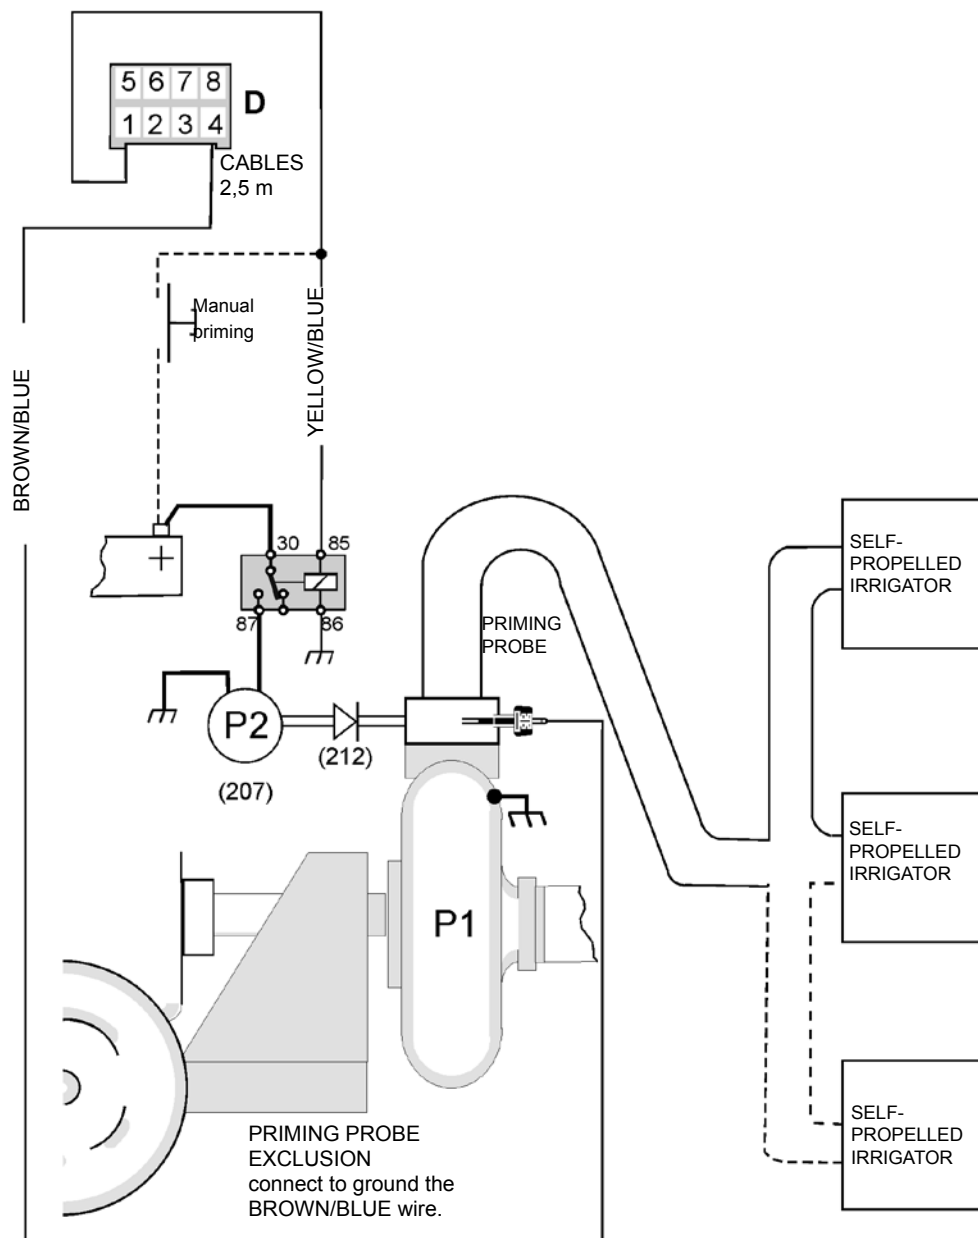 5 6 7 8
1 2 3 4
D
CABLES
2,5 m
Manual
priming
YELLOW/BLUE
BROWN/BLUE
+
30
85
87
86
PRIMING
PROBE
P2
(212)
(207)
P1
SELF-
PROPELLED
IRRIGATOR
SELF-
PROPELLED
IRRIGATOR
SELF-
PROPELLED
IRRIGATOR
PRIMING PROBE
EXCLUSION
connect to ground the
BROWN/BLUE wire.